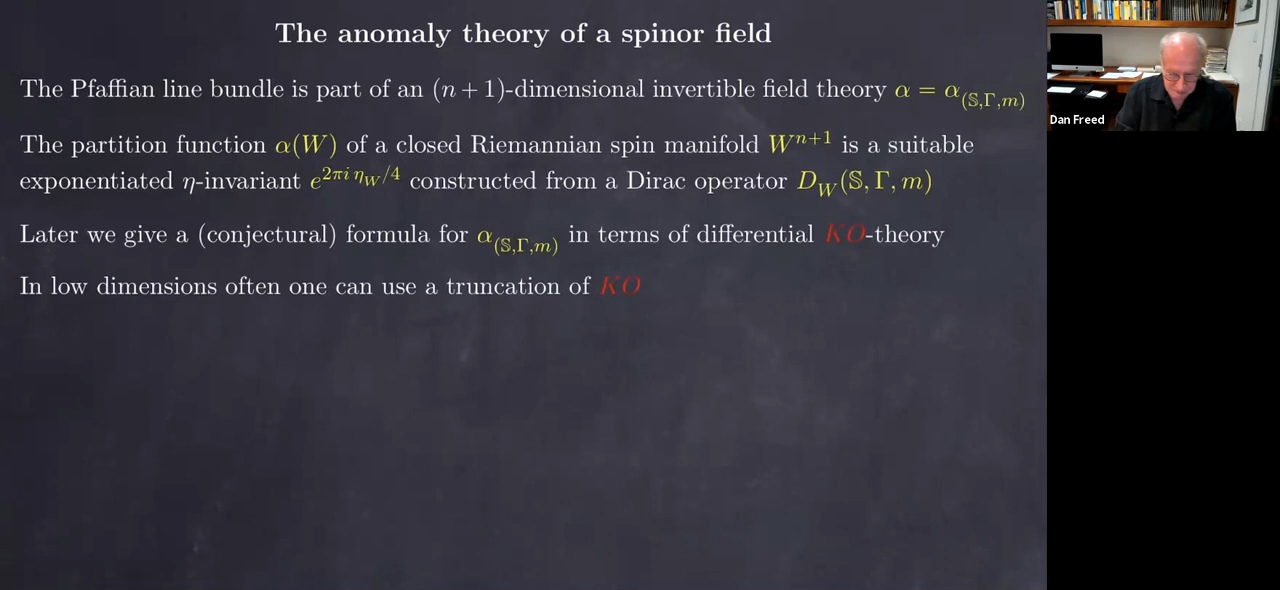 The anomaly theory of a spinor field
The Pfaffian line bundle is part of an (n + 1)-dimensional invertible field theory α = α_(𝕊,Γ,m)
The partition function α(W) of a closed Riemannian spin manifold W^{n+1} is a suitable
exponentiated η-invariant e^{2πi η_W/4} constructed from a Dirac operator D_W(𝕊, Γ, m)
Later we give a (conjectural) formula for α_(𝕊,Γ,m) in terms of differential KO-theory
In low dimensions often one can use a truncation of KO
Dan Freed